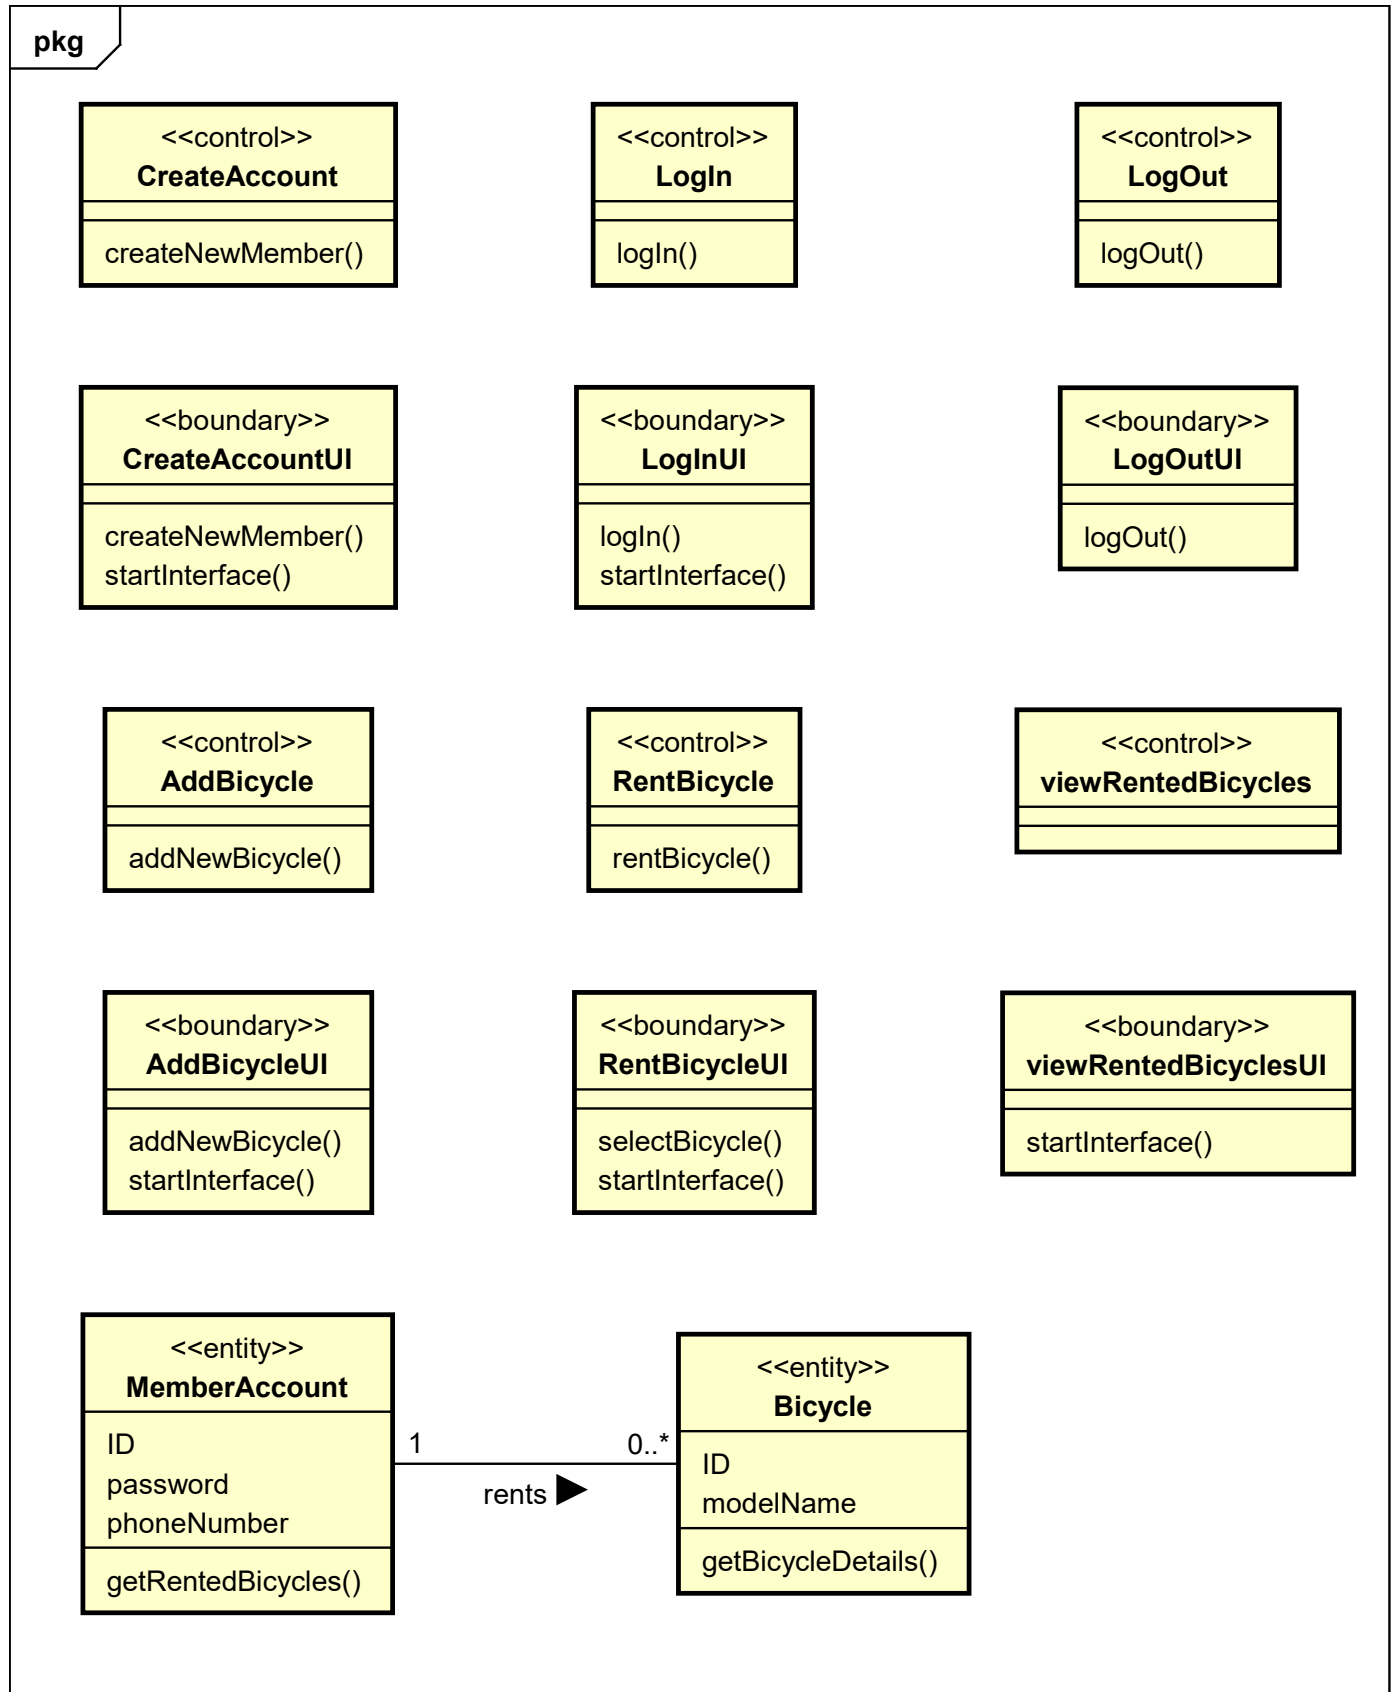 pkg
<<control>>
CreateAccount
createNewMember()
<<control>>
LogIn
logIn()
<<control>>
LogOut
logOut()
<<boundary>>
CreateAccountUI
createNewMember()
startInterface()
<<boundary>>
LogInUI
logIn()
startInterface()
<<boundary>>
LogOutUI
logOut()
<<control>>
AddBicycle
addNewBicycle()
<<control>>
RentBicycle
rentBicycle()
<<control>>
viewRentedBicycles
<<boundary>>
AddBicycleUI
addNewBicycle()
startInterface()
<<boundary>>
RentBicycleUI
selectBicycle()
startInterface()
<<boundary>>
viewRentedBicyclesUI
startInterface()
<<entity>>
MemberAccount
ID
password
phoneNumber
getRentedBicycles()
1
0..*
rents
<<entity>>
Bicycle
ID
modelName
getBicycleDetails()